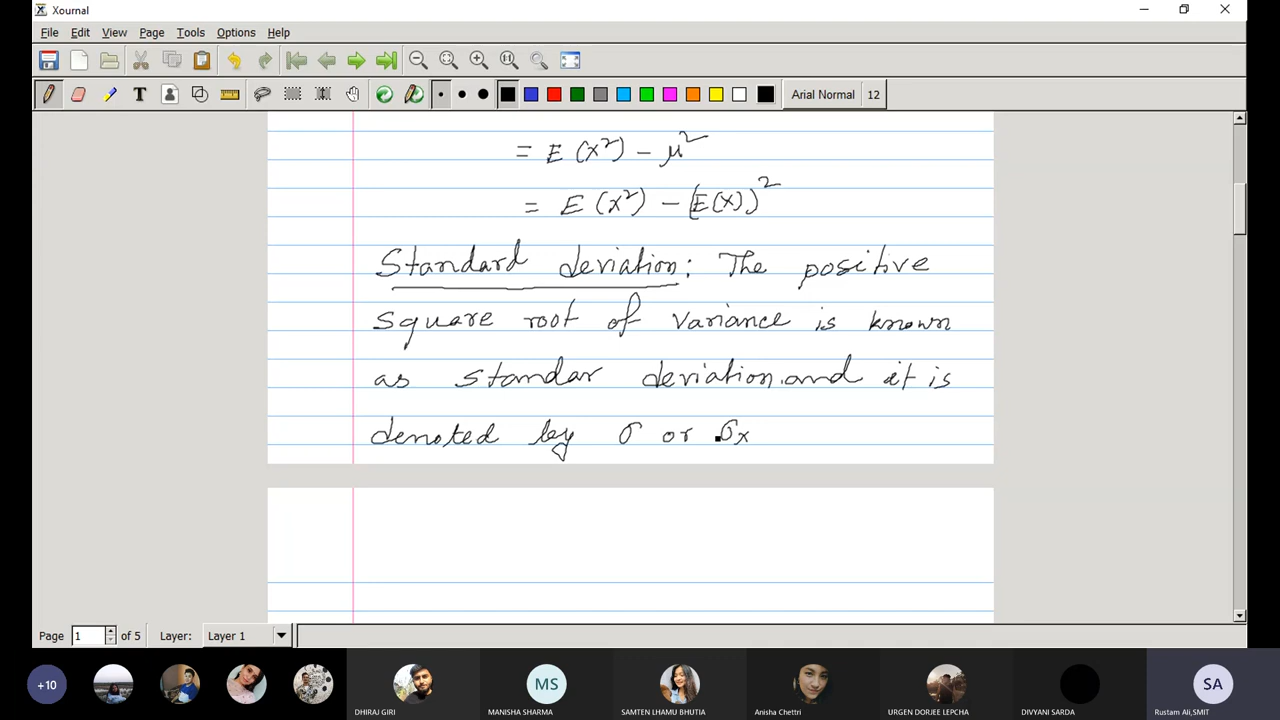 Xournal
File Edit View Page Tools Options Help
Arial Normal 12
= E (X²) - μ²
= E (X²) - (E(X))²
Standard deviation: The positive
square root of variance is known
as standar deviation and it is
denoted by σ or σx
Page 1 of 5 Layer: Layer 1
+10 MS SA
DHIRAJ GIRI MANISHA SHARMA SAMTEN LHAMU BHUTIA Anisha Chettri URGEN DORJEE LEPCHA DIVYANI SARDA Rustam Ali,SMIT